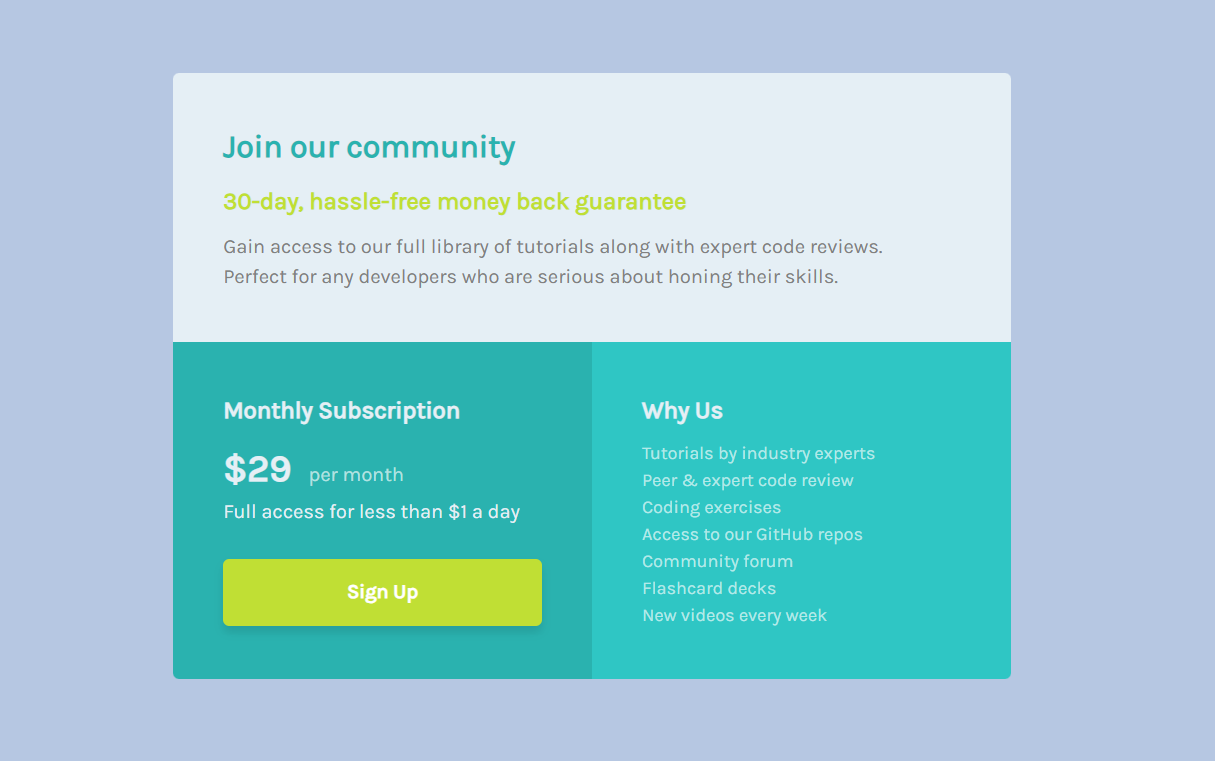 Join our community
30-day, hassle-free money back guarantee
Gain access to our full library of tutorials along with expert code reviews.
Perfect for any developers who are serious about honing their skills.
Monthly Subscription
$29 per month
Full access for less than $1 a day
Sign Up
Why Us
Tutorials by industry experts
Peer & expert code review
Coding exercises
Access to our GitHub repos
Community forum
Flashcard decks
New videos every week